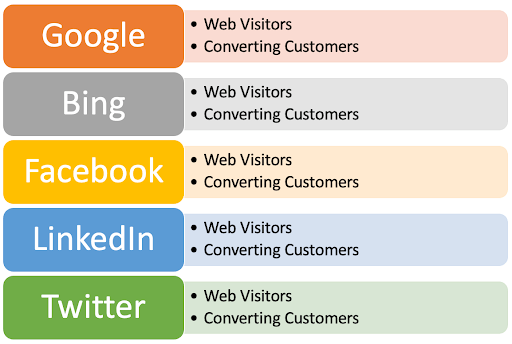 Google
• Web Visitors
• Converting Customers
Bing
• Web Visitors
• Converting Customers
Facebook
• Web Visitors
• Converting Customers
LinkedIn
• Web Visitors
• Converting Customers
Twitter
• Web Visitors
• Converting Customers